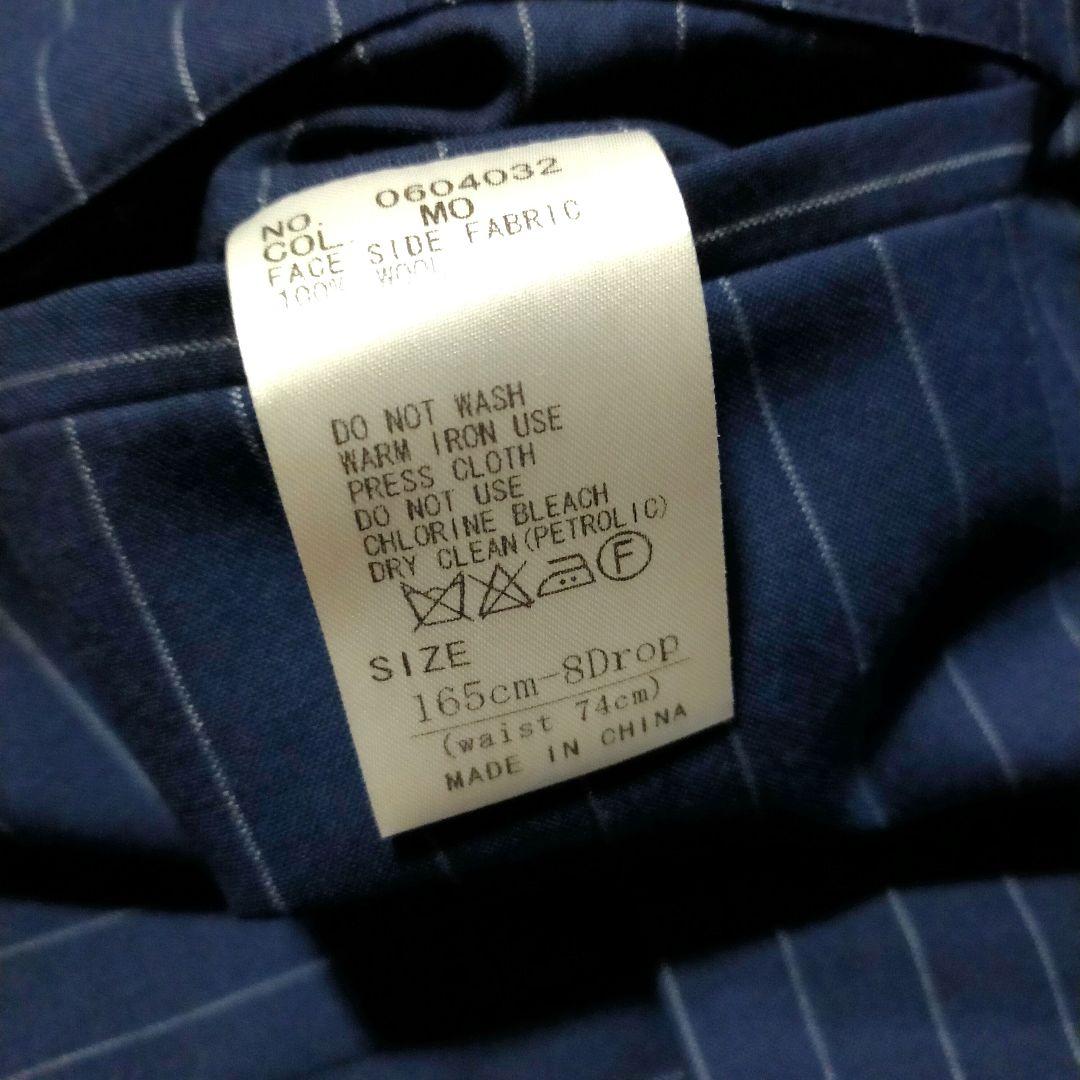 NO. 0604032
COL. MO
FACE SIDE FABRIC
100% WOOL
DO NOT WASH
WARM IRON USE
PRESS CLOTH
DO NOT USE
CHLORINE BLEACH
DRY CLEAN(PETROLIC)
F
SIZE
165cm-8Drop
(waist 74cm)
MADE IN CHINA